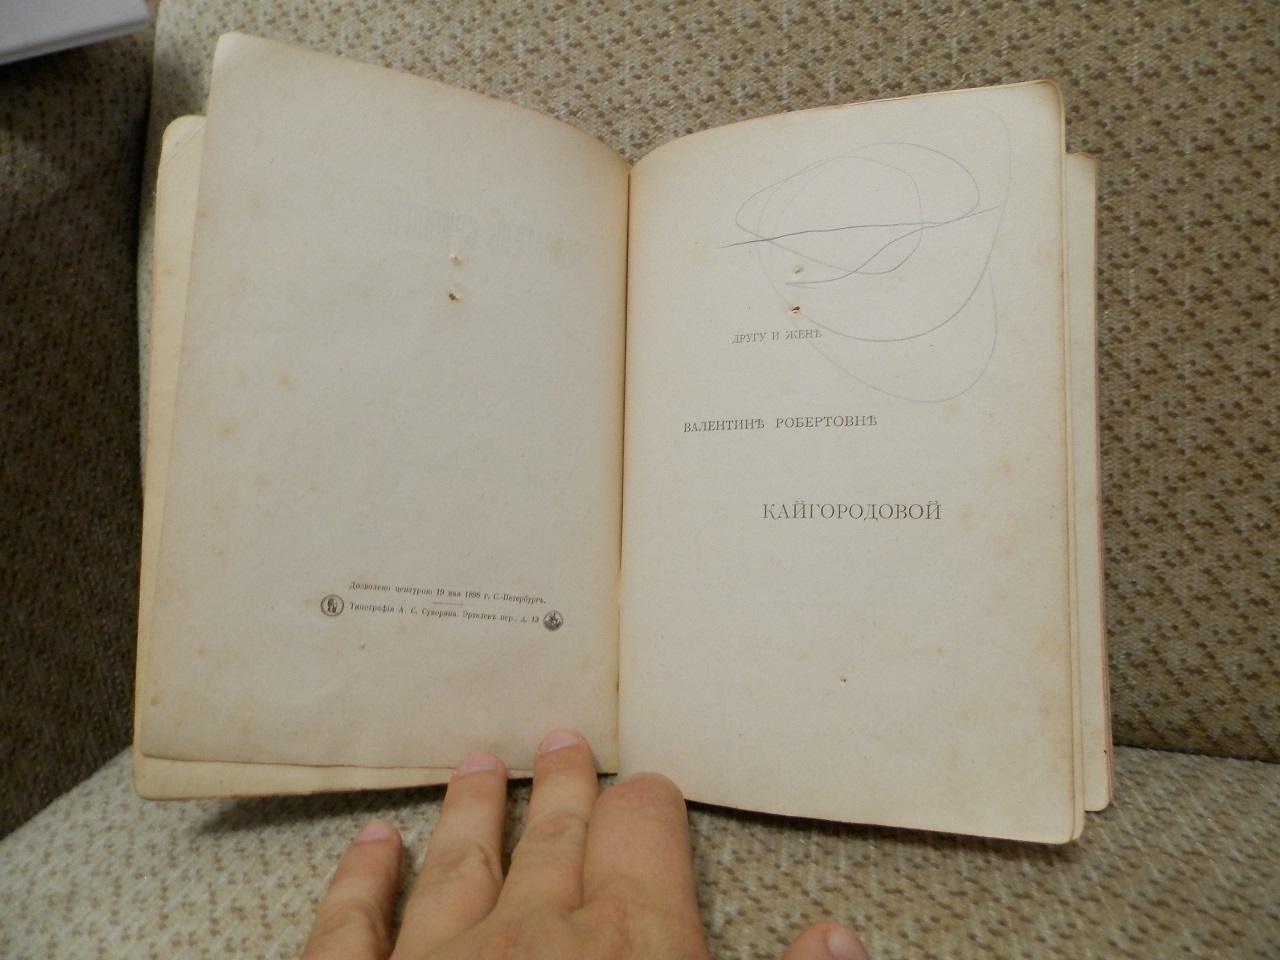 Дозволено цензурою 19 мая 1898 г. С.-Петербургъ.
Типографія А. С. Суворина. Эртелевъ пер., д. 13
ДРУГУ И ЖЕНѢ
ВАЛЕНТИНѢ РОБЕРТОВНѢ
КАЙГОРОДОВОЙ